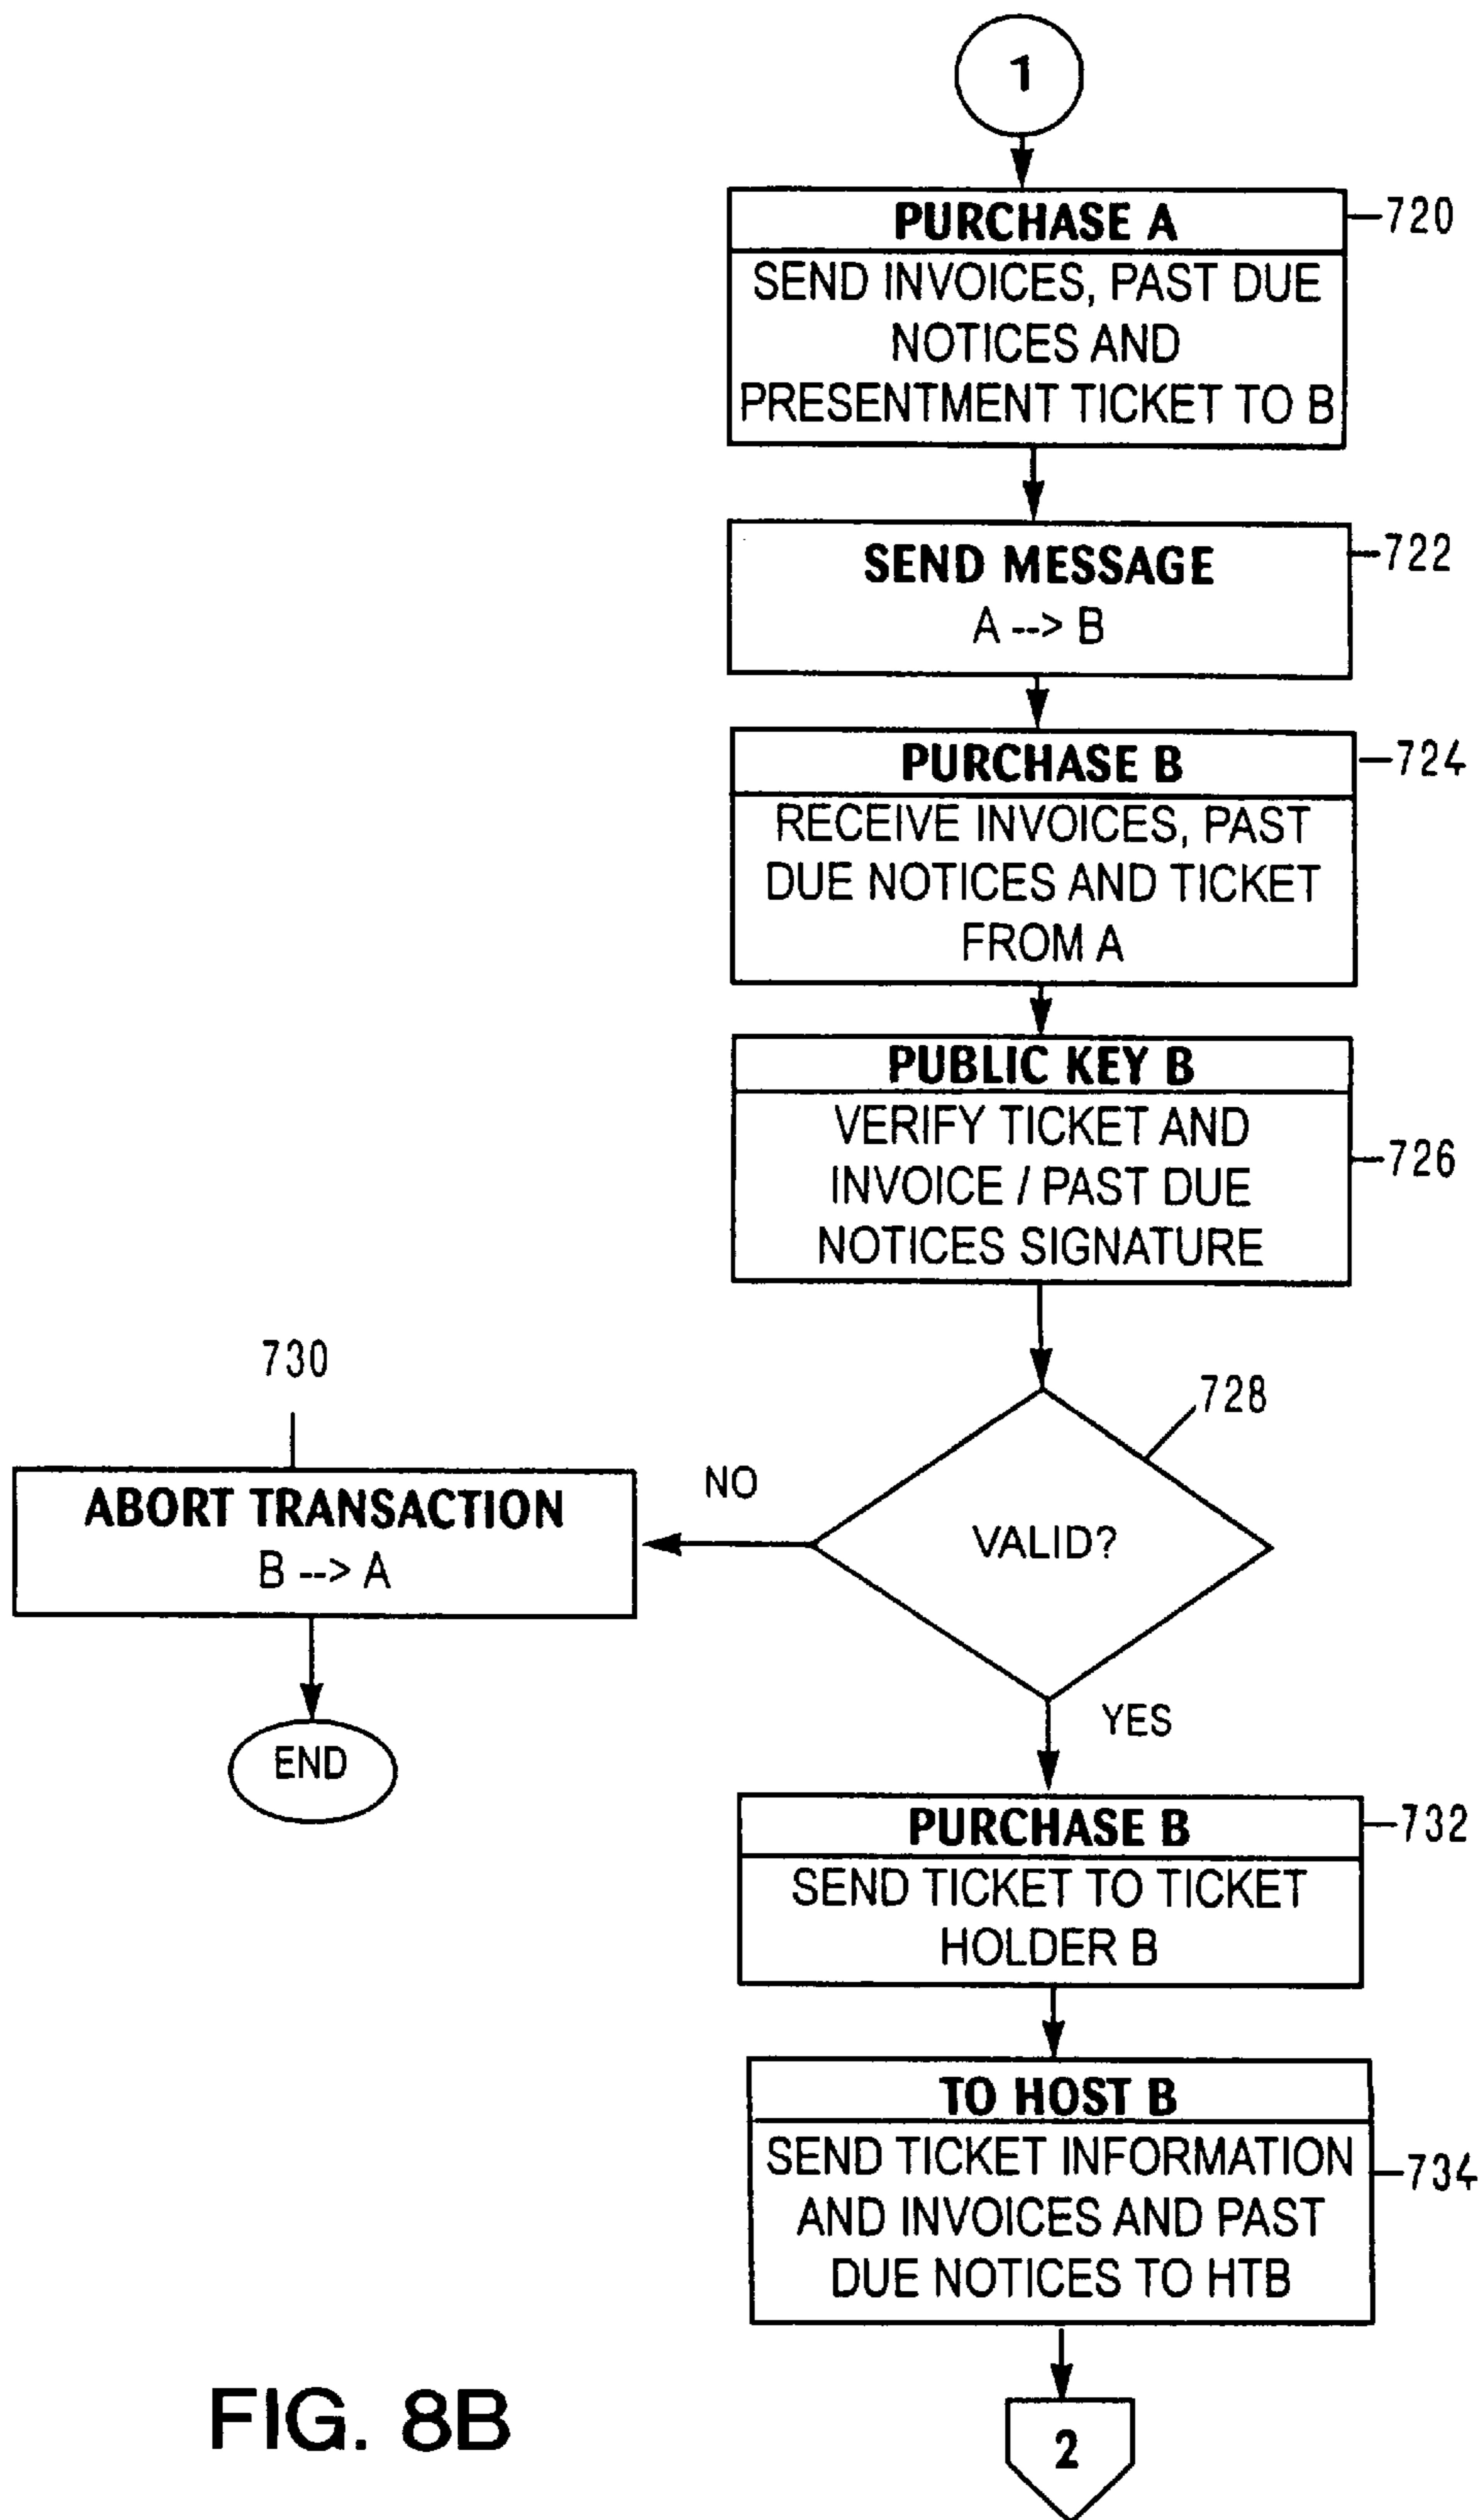 1
PURCHASE A
720
SEND INVOICES, PAST DUE
NOTICES AND
PRESENTMENT TICKET TO B
SEND MESSAGE
722
A --> B
PURCHASE B
724
RECEIVE INVOICES, PAST
DUE NOTICES AND TICKET
FROM A
PUBLIC KEY B
VERIFY TICKET AND
INVOICE / PAST DUE
NOTICES SIGNATURE
726
728
VALID?
NO
730
ABORT TRANSACTION
B --> A
END
YES
PURCHASE B
732
SEND TICKET TO TICKET
HOLDER B
TO HOST B
SEND TICKET INFORMATION
AND INVOICES AND PAST
DUE NOTICES TO HTB
734
2
FIG. 8B